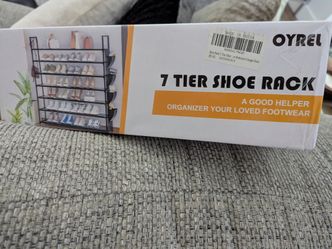 OYREL
7 TIER SHOE RACK
A GOOD HELPER
ORGANIZER YOUR LOVED FOOTWEAR